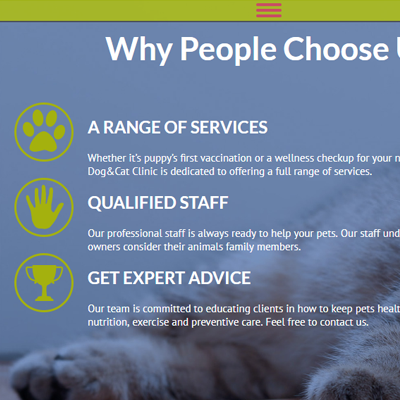 Why People Choose
A RANGE OF SERVICES
Whether it's puppy's first vaccination or a wellness checkup for your
Dog&Cat Clinic is dedicated to offering a full range of services.
QUALIFIED STAFF
Our professional staff is always ready to help your pets. Our staff
owners consider their animals family members.
GET EXPERT ADVICE
Our team is committed to educating clients in how to keep pets
nutrition, exercise and preventive care. Feel free to contact us.